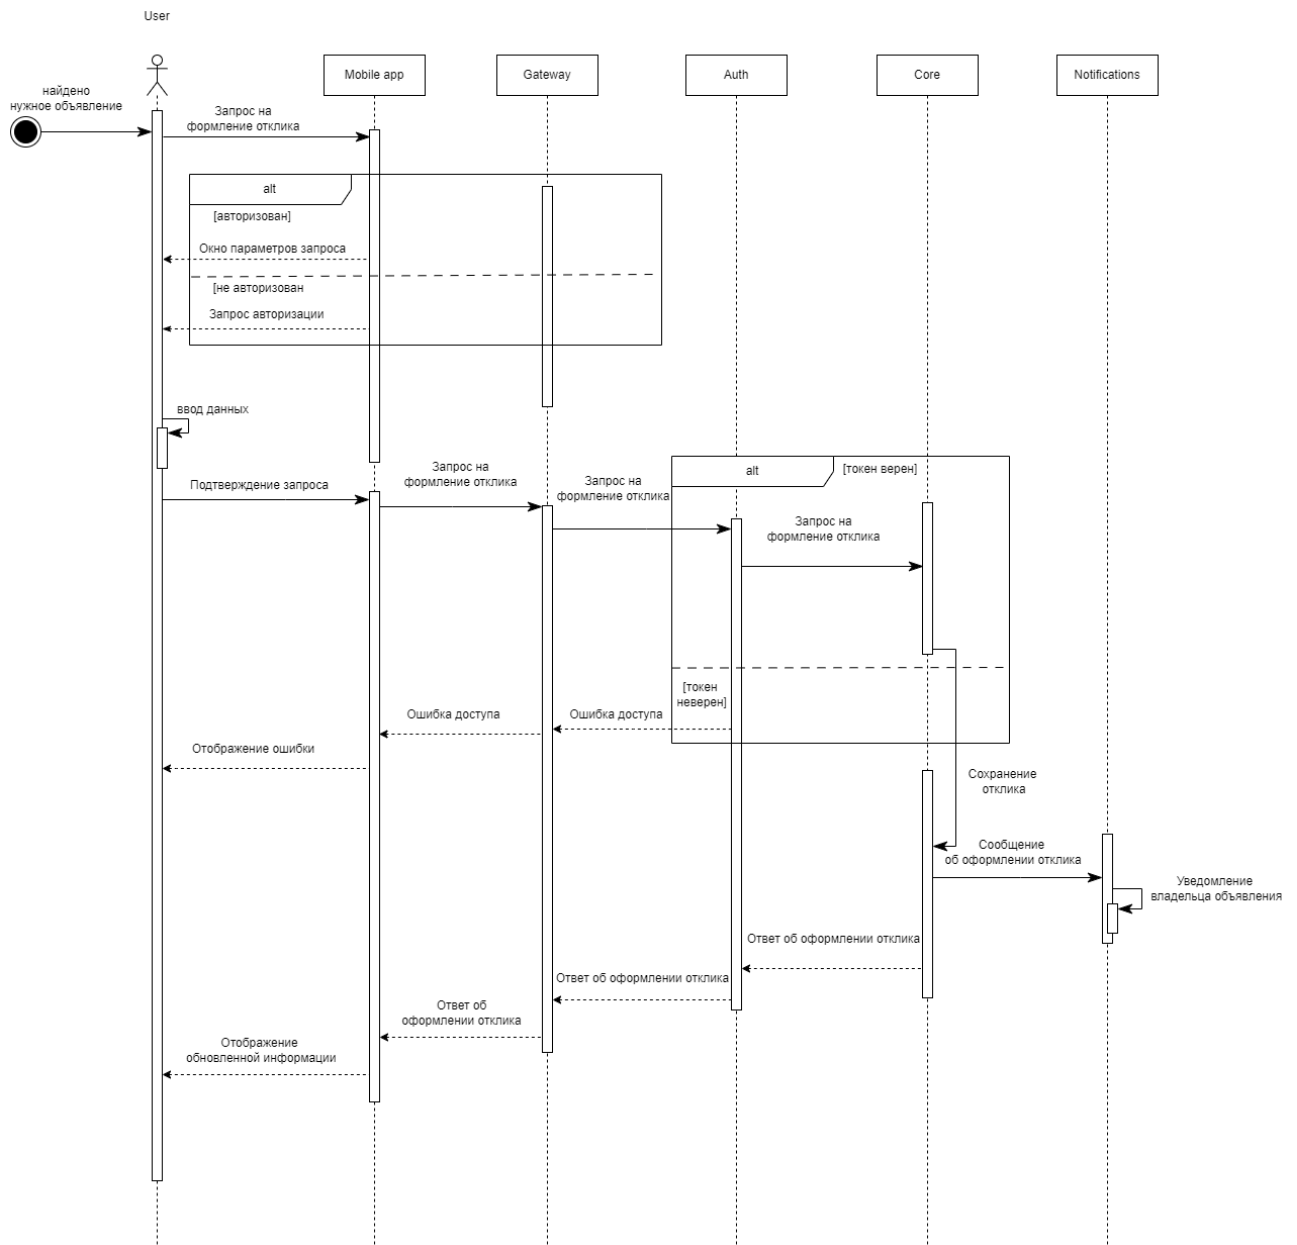 User
Mobile app
Gateway
Auth
Core
Notifications
найдено
нужное объявление
Запрос на
формление отклика
alt
[авторизован]
Окно параметров запроса
[не авторизован
Запрос авторизации
ввод данных
Подтверждение запроса
Запрос на
формление отклика
Запрос на
формление отклика
alt
[токен верен]
Запрос на
формление отклика
[токен
неверен]
Ошибка доступа
Ошибка доступа
Отображение ошибки
Сохранение
отклика
Сообщение
об оформлении отклика
Уведомление
владельца объявления
Ответ об оформлении отклика
Ответ об оформлении отклика
Ответ об
оформлении отклика
Отображение
обновленной информации